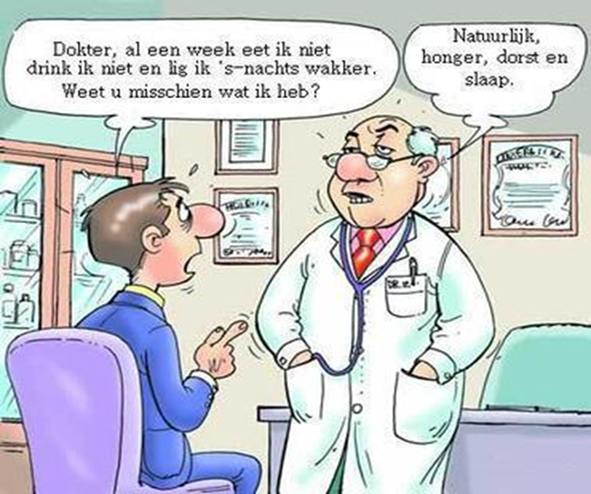 Dokter, al een week eet ik niet
drink ik niet en lig ik 's-nachts wakker.
Weet u misschien wat ik heb?
Natuurlijk,
honger, dorst en
slaap.